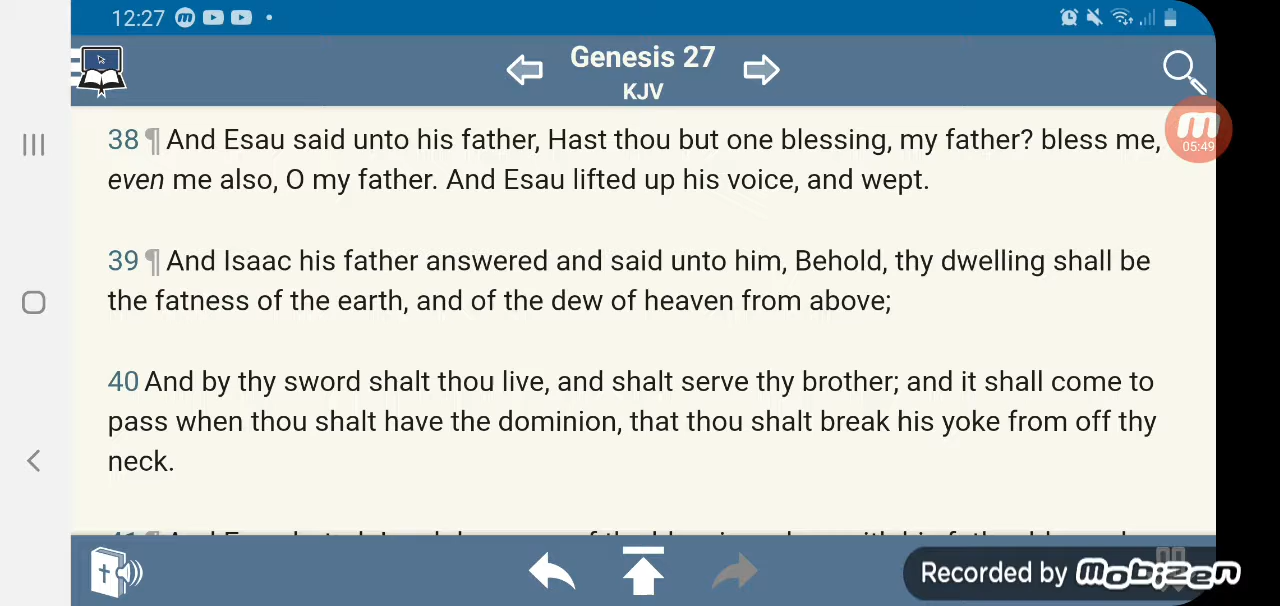 12:27
Genesis 27
KJV
05:49
38 ¶ And Esau said unto his father, Hast thou but one blessing, my father? bless me,
even me also, O my father. And Esau lifted up his voice, and wept.
39 ¶ And Isaac his father answered and said unto him, Behold, thy dwelling shall be
the fatness of the earth, and of the dew of heaven from above;
40 And by thy sword shalt thou live, and shalt serve thy brother; and it shall come to
pass when thou shalt have the dominion, that thou shalt break his yoke from off thy
neck.
Recorded by mobizen